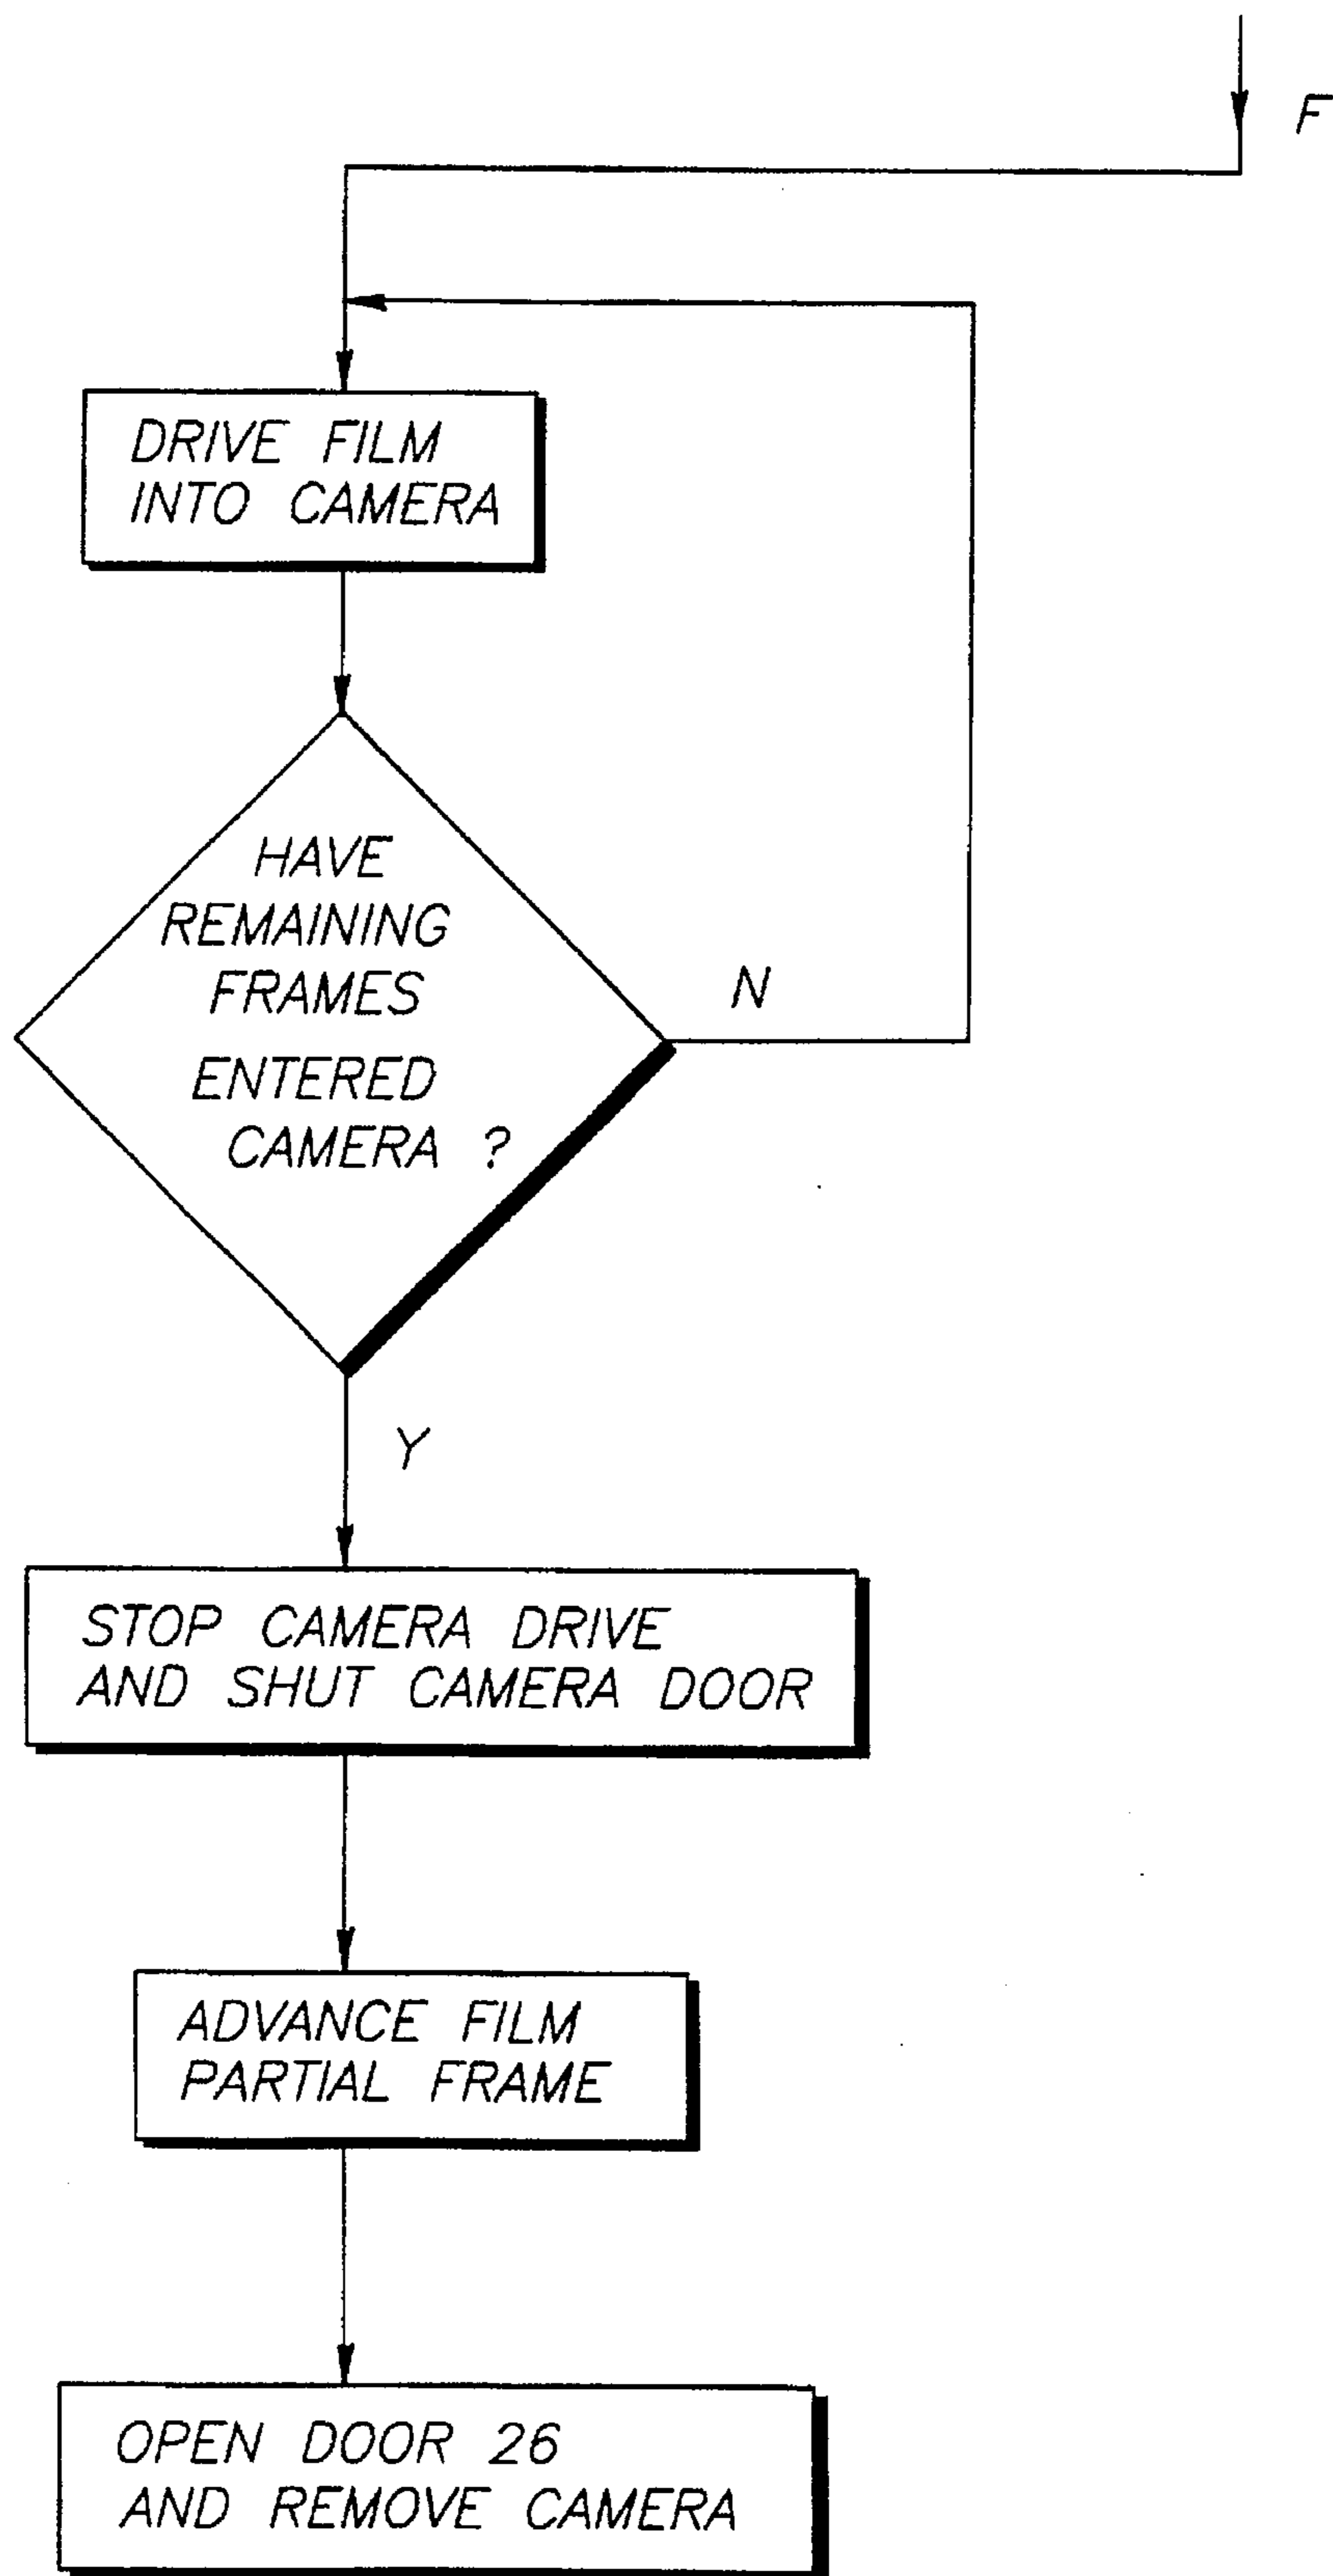 F
DRIVE FILM
INTO CAMERA
HAVE
REMAINING
FRAMES
ENTERED
CAMERA ?
N
Y
STOP CAMERA DRIVE
AND SHUT CAMERA DOOR
ADVANCE FILM
PARTIAL FRAME
OPEN DOOR 26
AND REMOVE CAMERA